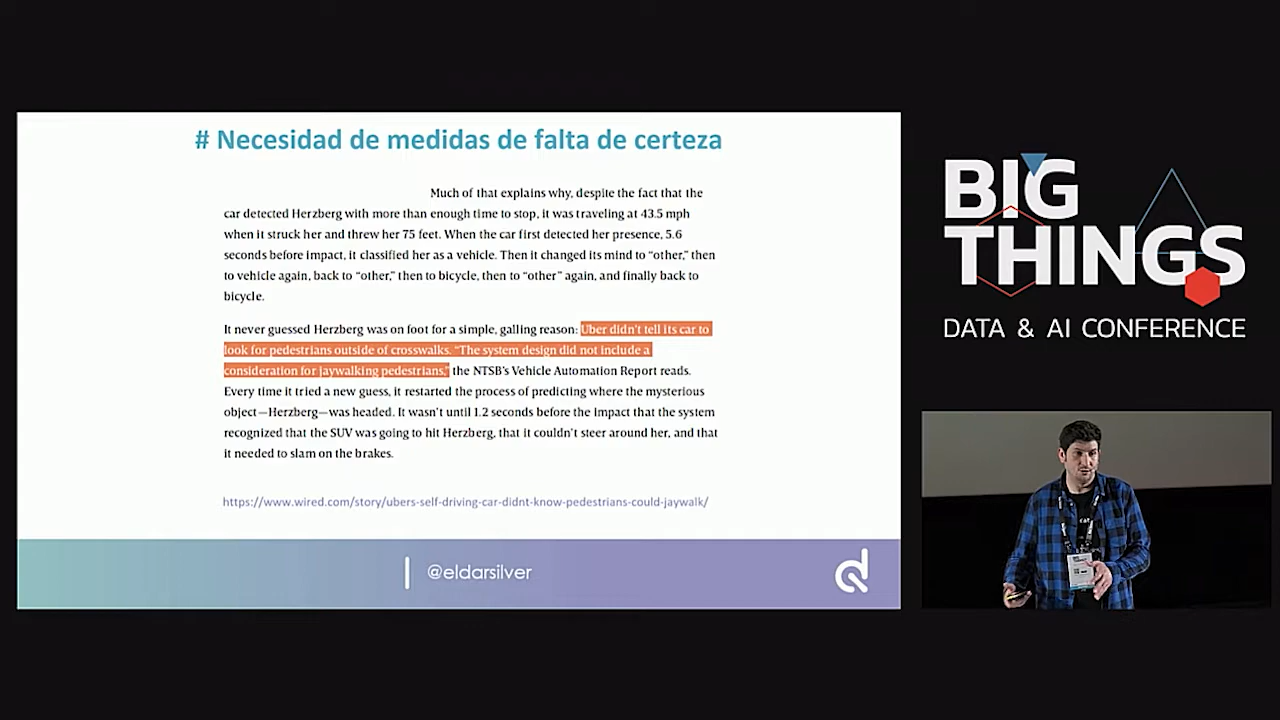 # Necesidad de medidas de falta de certeza
Much of that explains why, despite the fact that the
car detected Herzberg with more than enough time to stop, it was traveling at 43.5 mph
when it struck her and threw her 75 feet. When the car first detected her presence, 5.6
seconds before impact, it classified her as a vehicle. Then it changed its mind to “other,” then
to vehicle again, back to “other,” then to bicycle, then to “other” again, and finally back to
bicycle.
It never guessed Herzberg was on foot for a simple, galling reason: Uber didn’t tell its car to
look for pedestrians outside of crosswalks. “The system design did not include a
consideration for jaywalking pedestrians,” the NTSB’s Vehicle Automation Report reads.
Every time it tried a new guess, it restarted the process of predicting where the mysterious
object—Herzberg—was headed. It wasn’t until 1.2 seconds before the impact that the system
recognized that the SUV was going to hit Herzberg, that it couldn’t steer around her, and that
it needed to slam on the brakes.
https://www.wired.com/story/ubers-self-driving-car-didnt-know-pedestrians-could-jaywalk/
@eldarsilver
BIG
THINGS
DATA & AI CONFERENCE